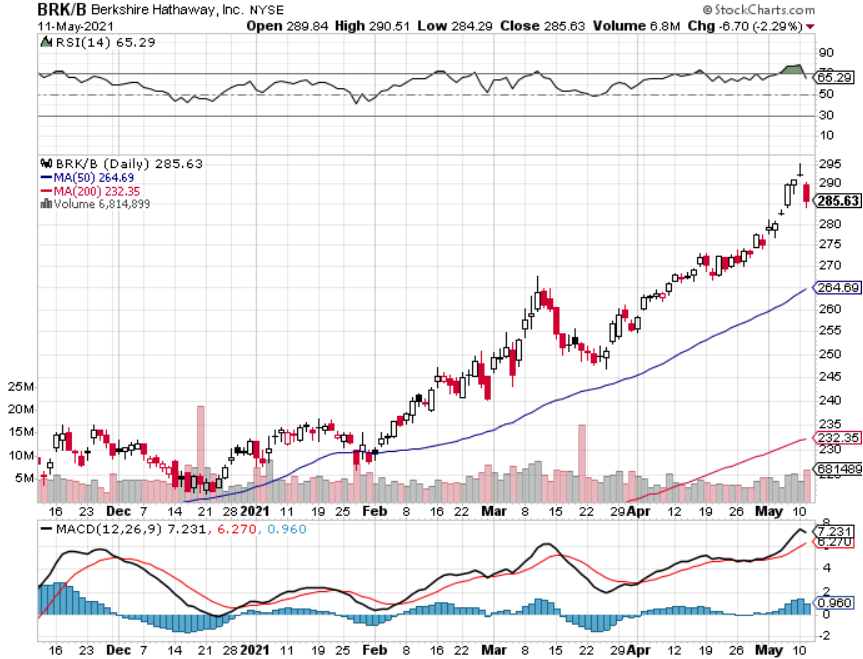 BRK/B Berkshire Hathaway, Inc. NYSE © StockCharts.com
11-May-2021 Open 289.84 High 290.51 Low 284.29 Close 285.63 Volume 6.8M Chg -6.70 (-2.29%)
RSI(14) 65.29
90
70
65.29
50
30
10
BRK/B (Daily) 285.63
MA(50) 264.69
MA(200) 232.35
Volume 6,814,899
295
290
285.63
280
275
270
264.69
260
255
250
245
240
235
232.35
230
681489
25M
20M
15M
10M
5M
16 23 Dec 7 14 21 28 2021 11 19 25 Feb 8 16 22 Mar 8 15 22 29 Apr 12 19 26 May 10
MACD(12,26,9) 7.231, 6.270, 0.960
8
7.231
6.270
4
2
0.960
0
-2
16 23 Dec 7 14 21 28 2021 11 19 25 Feb 8 16 22 Mar 8 15 22 29 Apr 12 19 26 May 10